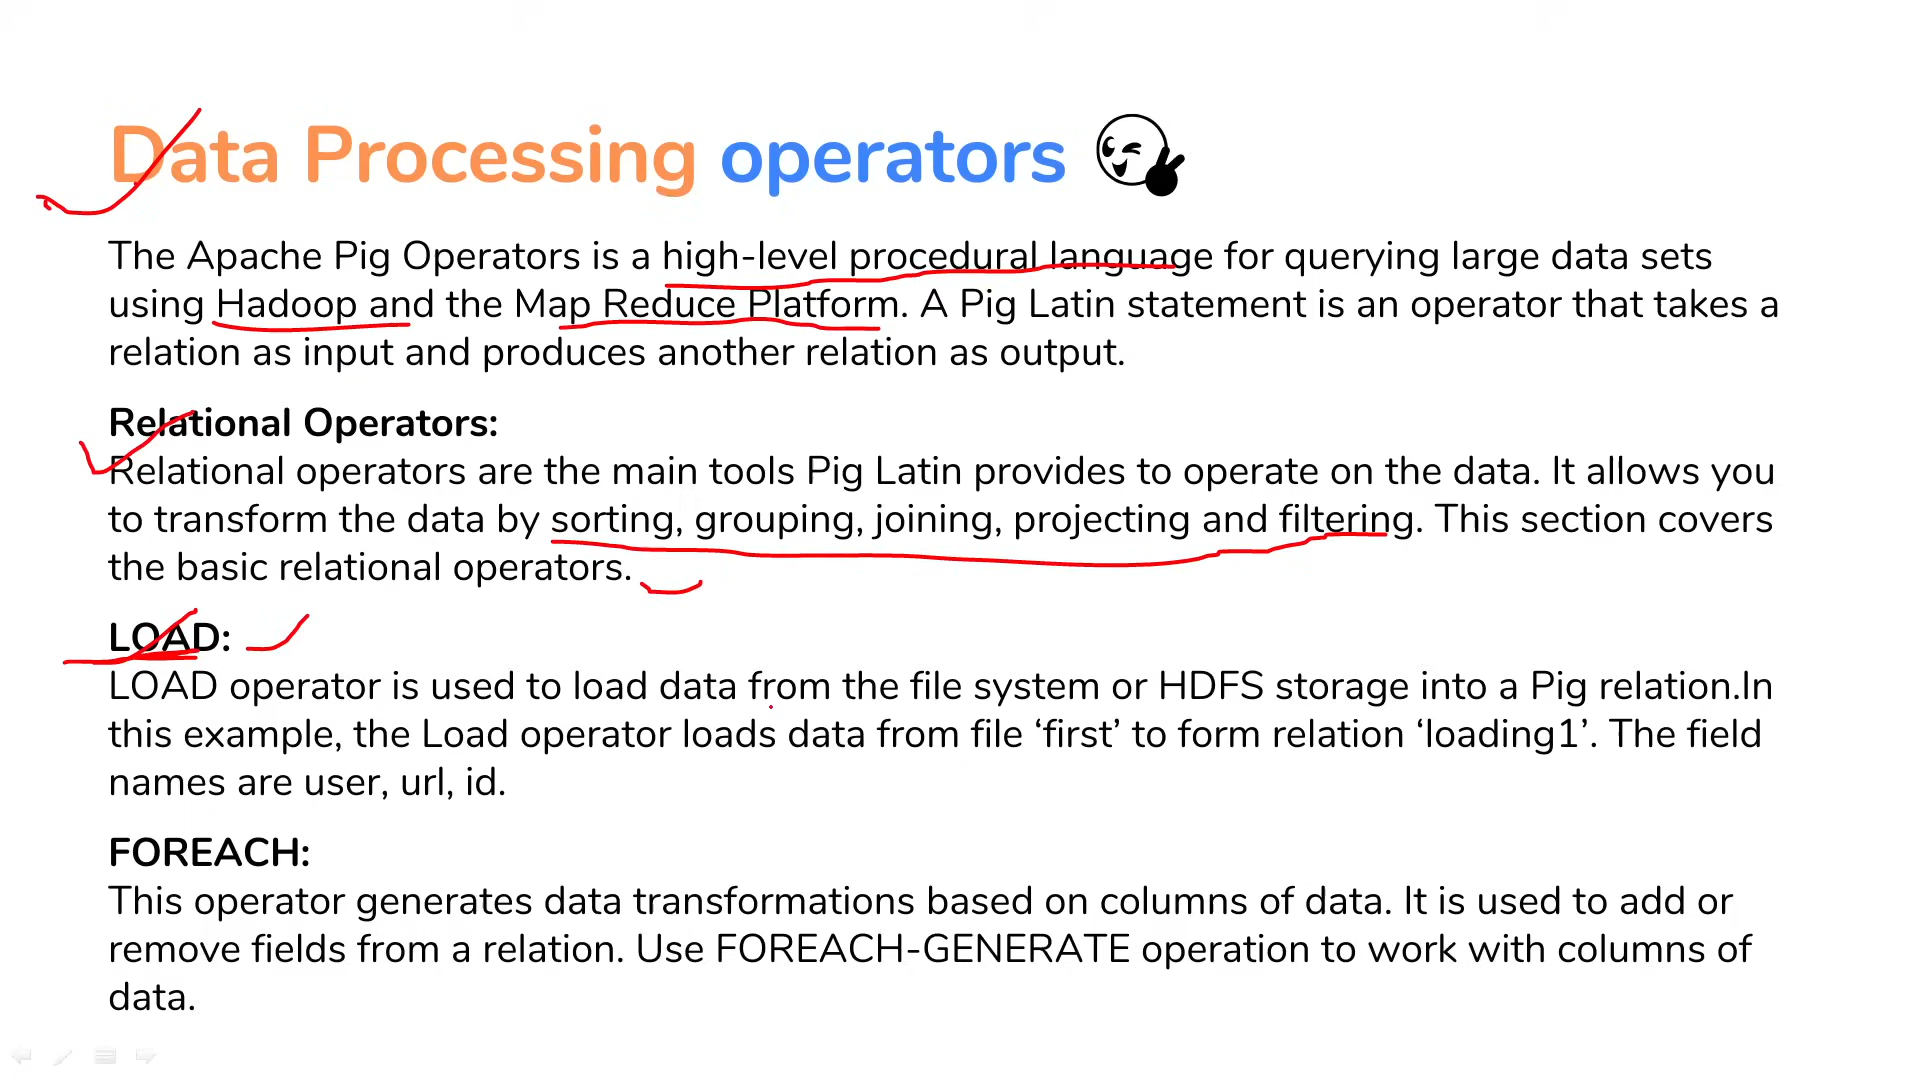 Data Processing operators
The Apache Pig Operators is a high-level procedural language for querying large data sets
using Hadoop and the Map Reduce Platform. A Pig Latin statement is an operator that takes a
relation as input and produces another relation as output.
Relational Operators:
Relational operators are the main tools Pig Latin provides to operate on the data. It allows you
to transform the data by sorting, grouping, joining, projecting and filtering. This section covers
the basic relational operators.
LOAD:
LOAD operator is used to load data from the file system or HDFS storage into a Pig relation.In
this example, the Load operator loads data from file ‘first’ to form relation ‘loading1’. The field
names are user, url, id.
FOREACH:
This operator generates data transformations based on columns of data. It is used to add or
remove fields from a relation. Use FOREACH-GENERATE operation to work with columns of
data.